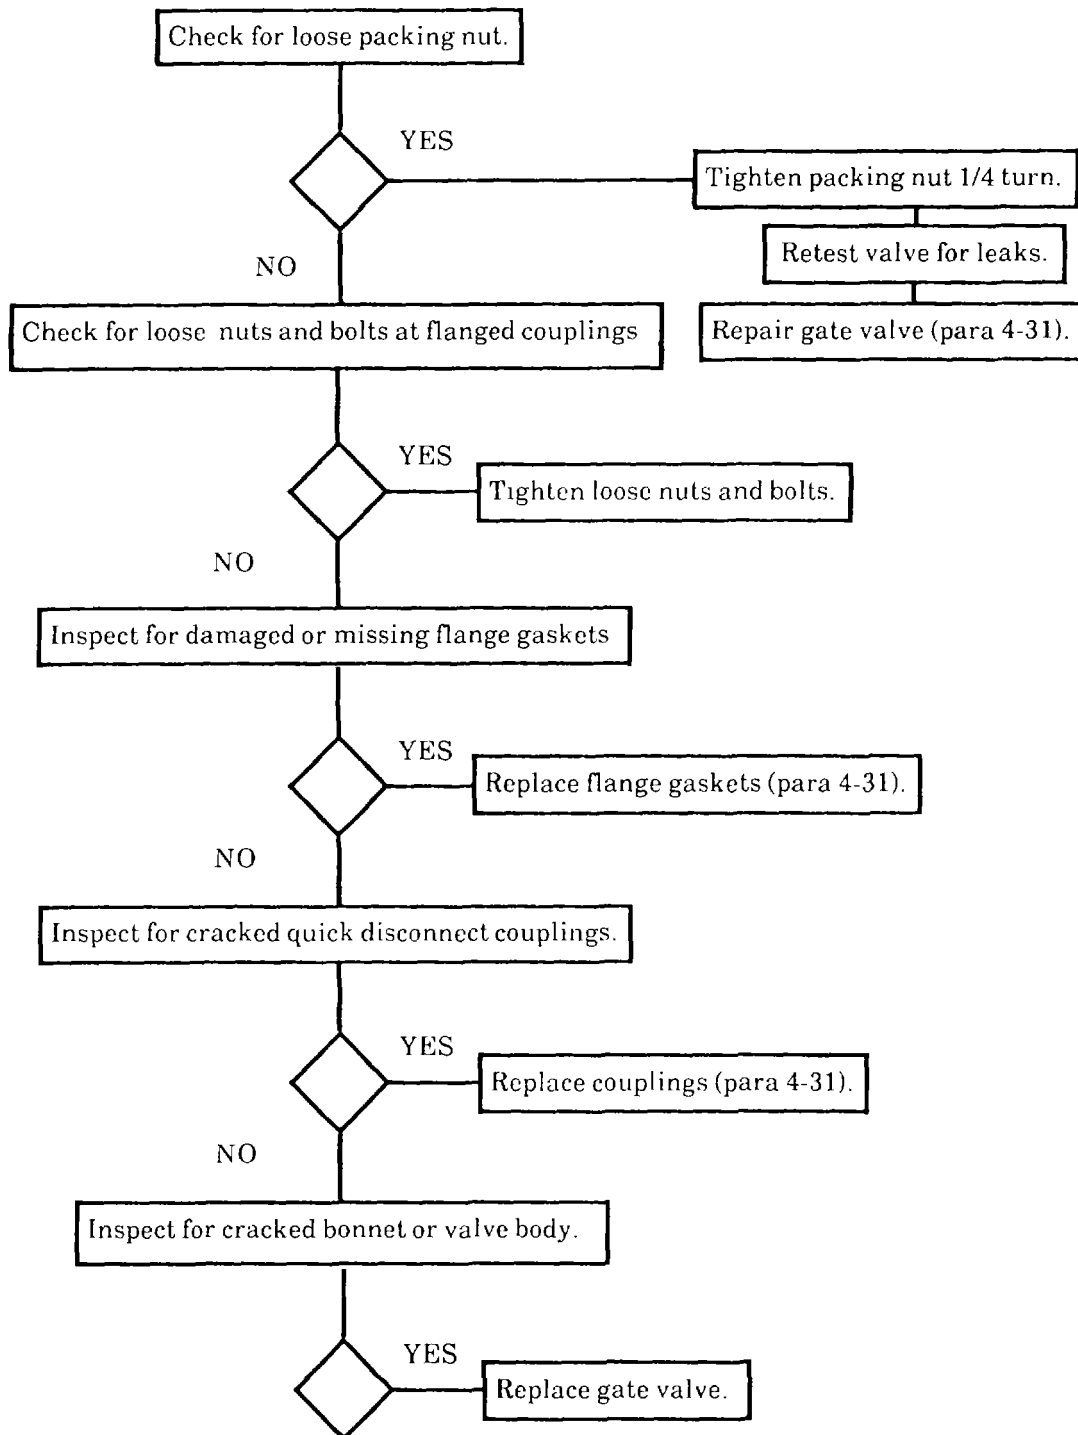 Check for loose packing nut.
YES
Tighten packing nut 1/4 turn.
Retest valve for leaks.
Repair gate valve (para 4-31).
NO
Check for loose nuts and bolts at flanged couplings
YES
Tighten loose nuts and bolts.
NO
Inspect for damaged or missing flange gaskets
YES
Replace flange gaskets (para 4-31).
NO
Inspect for cracked quick disconnect couplings.
YES
Replace couplings (para 4-31).
NO
Inspect for cracked bonnet or valve body.
YES
Replace gate valve.